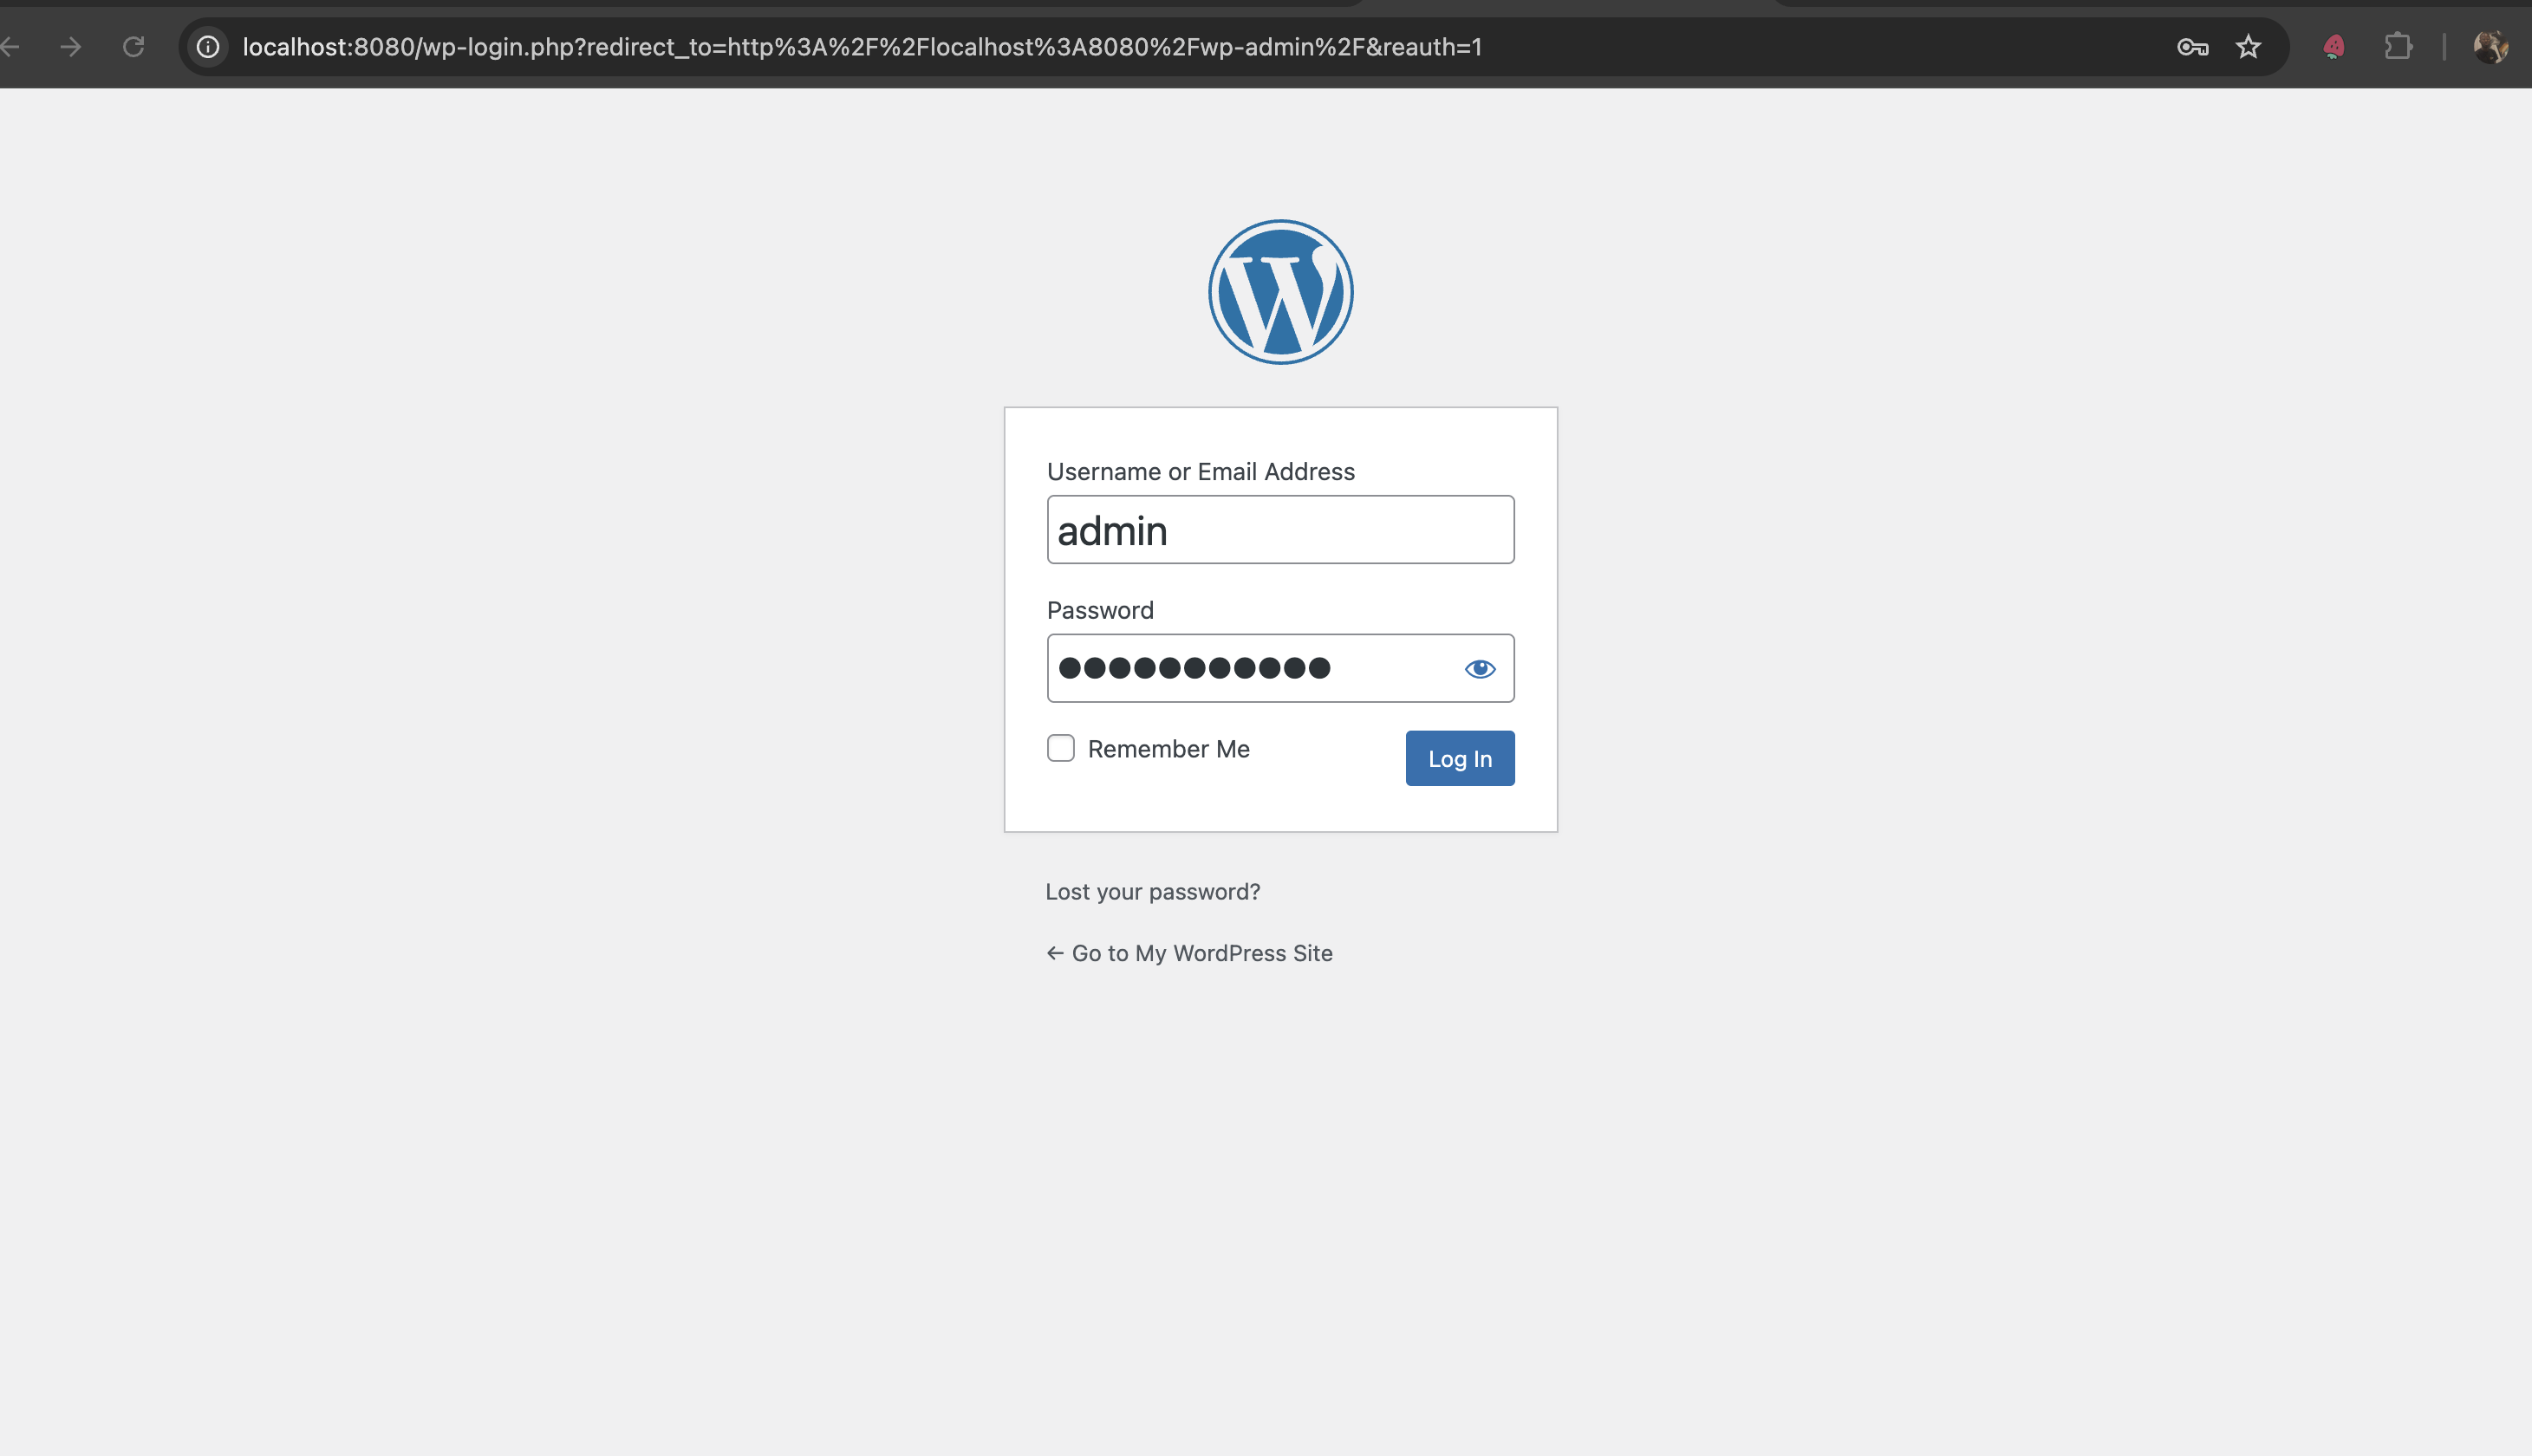 localhost:8080/wp-login.php?redirect_to=http%3A%2F%2Flocalhost%3A8080%2Fwp-admin%2F&reauth=1
Username or Email Address
admin
Password
●●●●●●●●●●●
Remember Me
Log In
Lost your password?
← Go to My WordPress Site